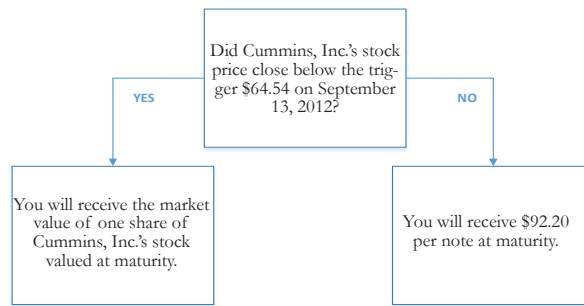 Did Cummins, Inc.'s stock
price close below the trig-
ger $64.54 on September
13, 2012?
YES
NO
You will receive the market
value of one share of
Cummins, Inc.'s stock
valued at maturity.
You will receive $92.20
per note at maturity.